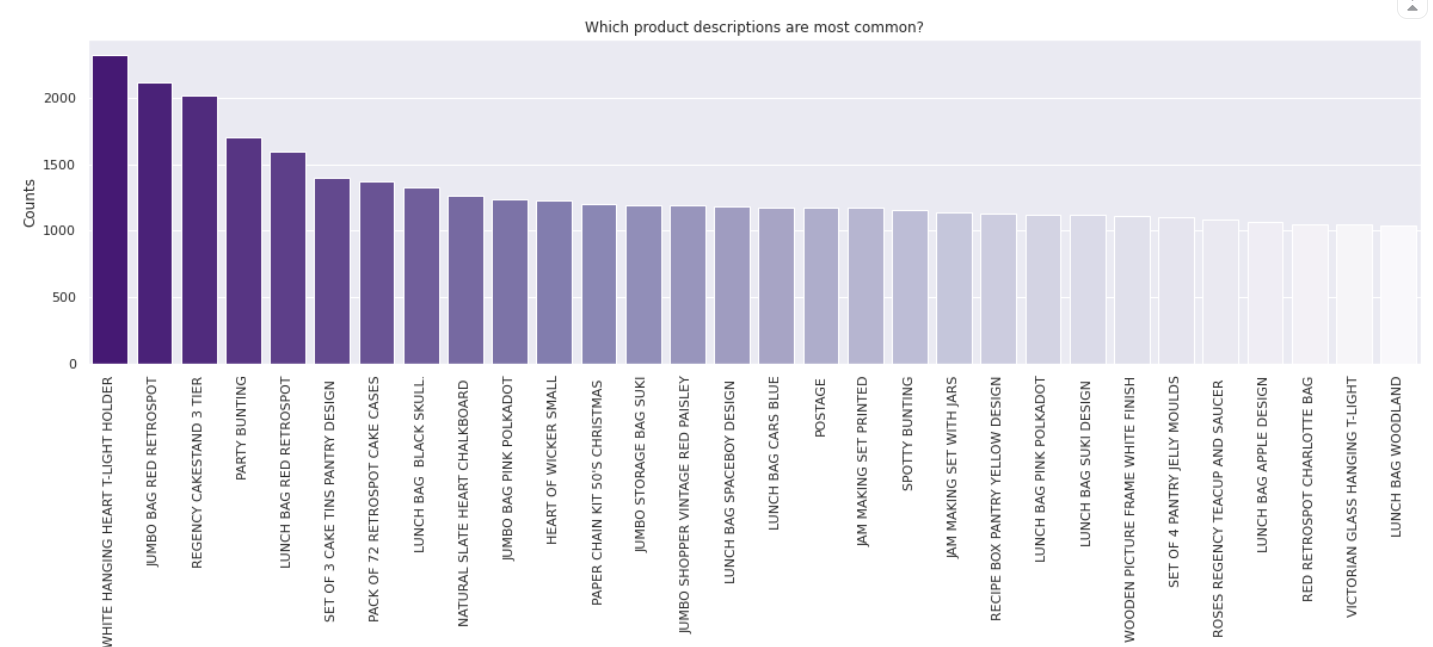 Which product descriptions are most common?
Counts
2000
1500
1000
500
0
WHITE HANGING HEART T-LIGHT HOLDER
JUMBO BAG RED RETROSPOT
REGENCY CAKESTAND 3 TIER
PARTY BUNTING
LUNCH BAG RED RETROSPOT
SET OF 3 CAKE TINS PANTRY DESIGN
PACK OF 72 RETROSPOT CAKE CASES
LUNCH BAG  BLACK SKULL.
NATURAL SLATE HEART CHALKBOARD
JUMBO BAG PINK POLKADOT
HEART OF WICKER SMALL
PAPER CHAIN KIT 50'S CHRISTMAS
JUMBO STORAGE BAG SUKI
JUMBO SHOPPER VINTAGE RED PAISLEY
LUNCH BAG SPACEBOY DESIGN
LUNCH BAG CARS BLUE
POSTAGE
JAM MAKING SET PRINTED
SPOTTY BUNTING
JAM MAKING SET WITH JARS
RECIPE BOX PANTRY YELLOW DESIGN
LUNCH BAG PINK POLKADOT
LUNCH BAG SUKI DESIGN
WOODEN PICTURE FRAME WHITE FINISH
SET OF 4 PANTRY JELLY MOULDS
ROSES REGENCY TEACUP AND SAUCER
LUNCH BAG APPLE DESIGN
RED RETROSPOT CHARLOTTE BAG
VICTORIAN GLASS HANGING T-LIGHT
LUNCH BAG WOODLAND